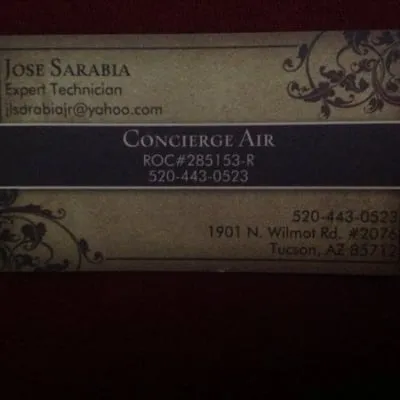 Jose Sarabia
Expert Technician
jlsarabiajr@yahoo.com
Concierge Air
ROC#285153-R
520-443-0523
520-443-0523
1901 N. Wilmot Rd. #2076
Tucson, AZ 85712